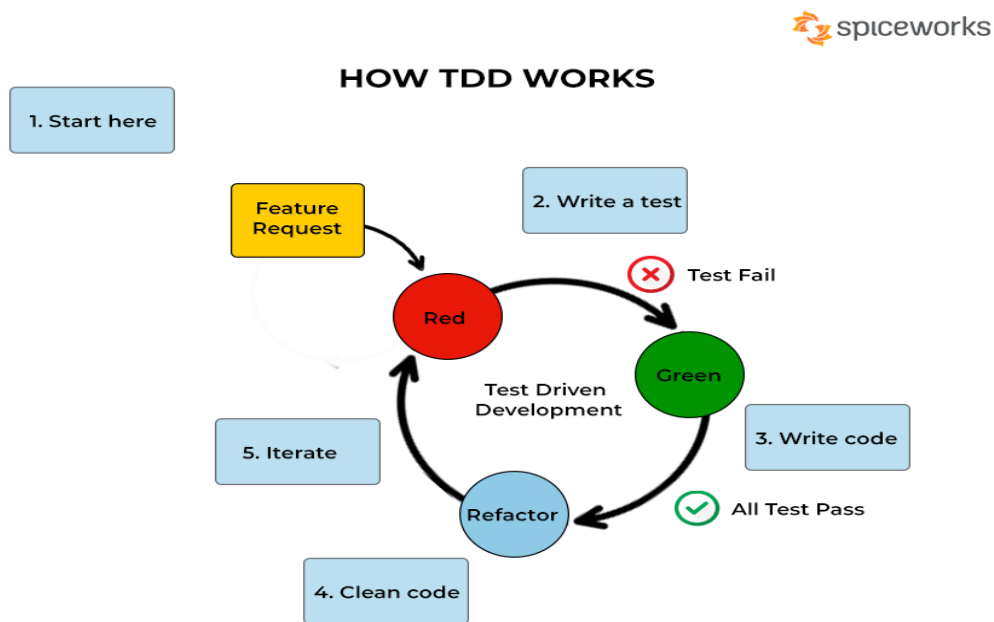 spiceworks
HOW TDD WORKS
1. Start here
Feature
Request
2. Write a test
Test Fail
Red
Green
Test Driven
Development
3. Write code
5. Iterate
All Test Pass
Refactor
4. Clean code